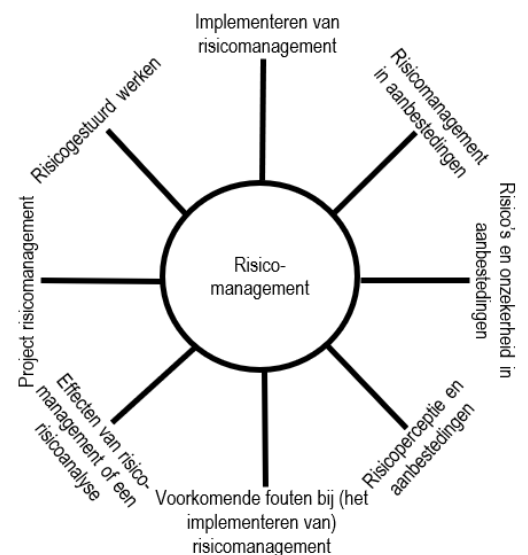 Implementeren van
risicomanagement
Risicomanagement
in aanbestedingen
Risico's en onzekerheid in
aanbestedingen
Risicoperceptie en
aanbestedingen
Voorkomende fouten bij (het
implementeren van)
risicomanagement
Effecten van risico-
management of een
risicoanalyse
Project risicomanagement
Risicogestuurd werken
Risico-
management